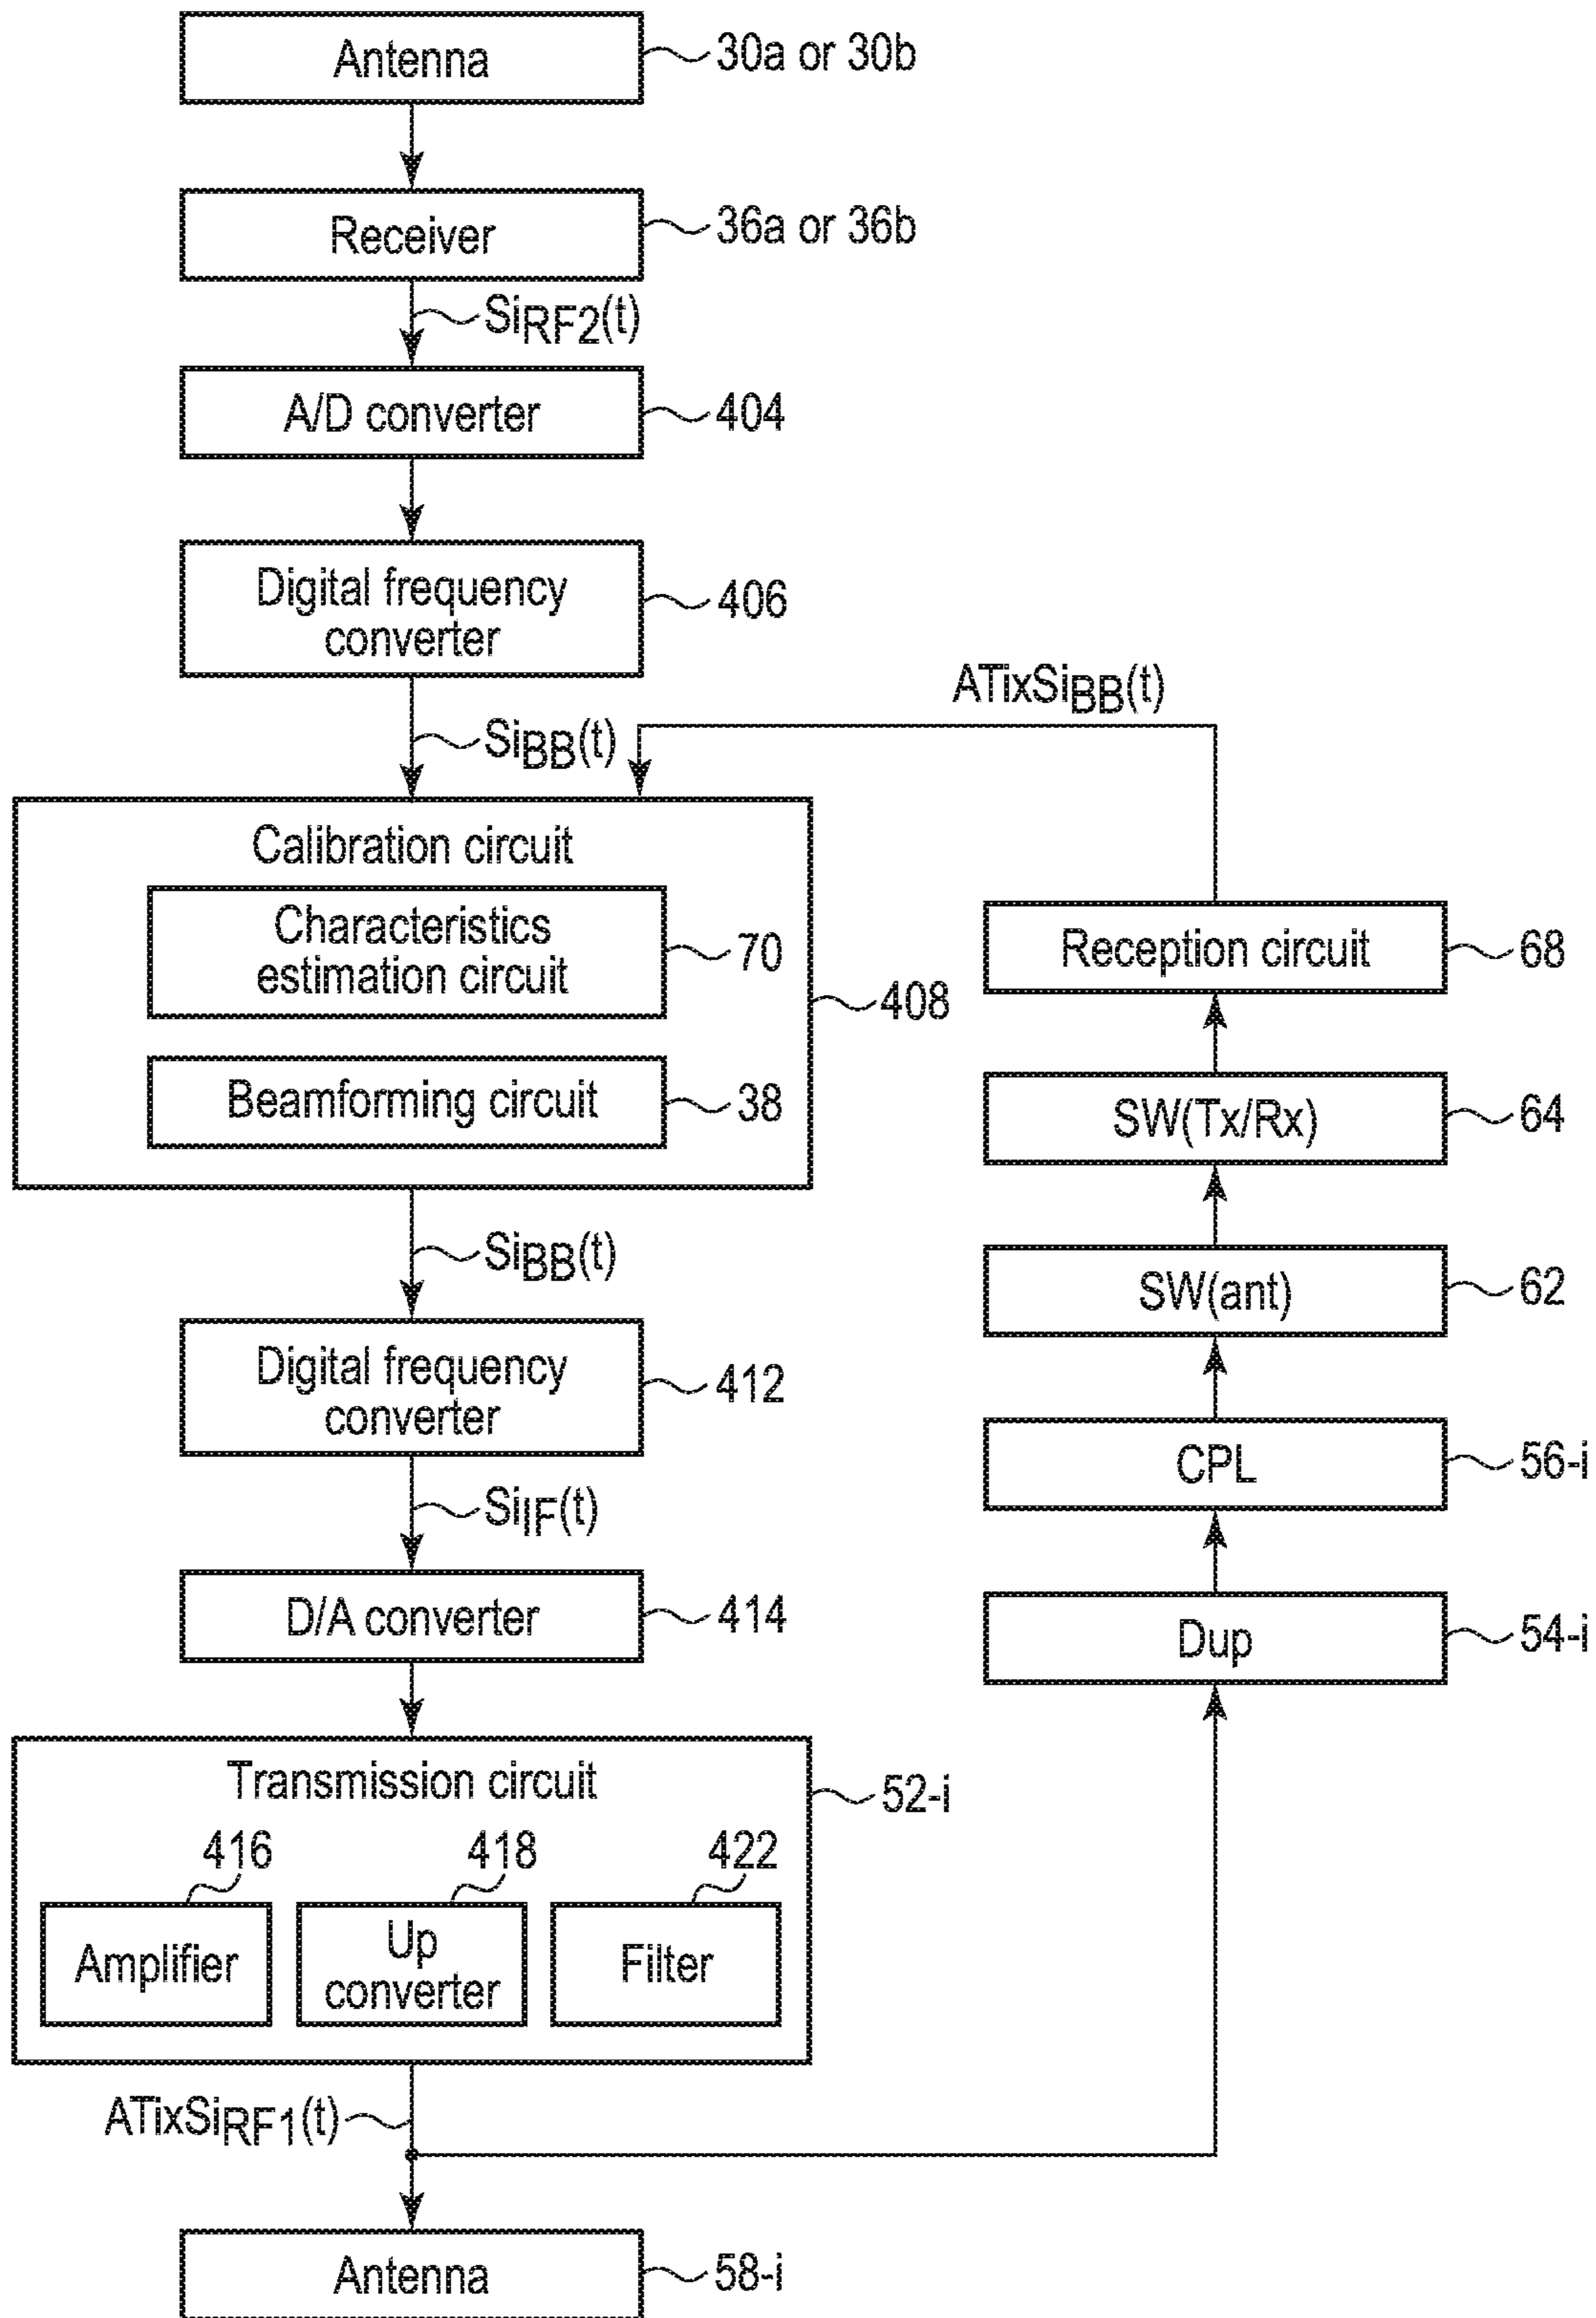 Antenna
30a or 30b
Receiver
36a or 36b
SiRF2(t)
A/D converter
404
Digital frequency
converter
406
SiBB(t)
ATixSiBB(t)
Calibration circuit
Characteristics
estimation circuit
70
408
Beamforming circuit
38
Reception circuit
68
SW(Tx/Rx)
64
SW(ant)
62
CPL
56-i
Dup
54-i
SiBB(t)
Digital frequency
converter
412
SiIF(t)
D/A converter
414
Transmission circuit
52-i
416
418
422
Amplifier
Up
converter
Filter
ATixSiRF1(t)
Antenna
58-i